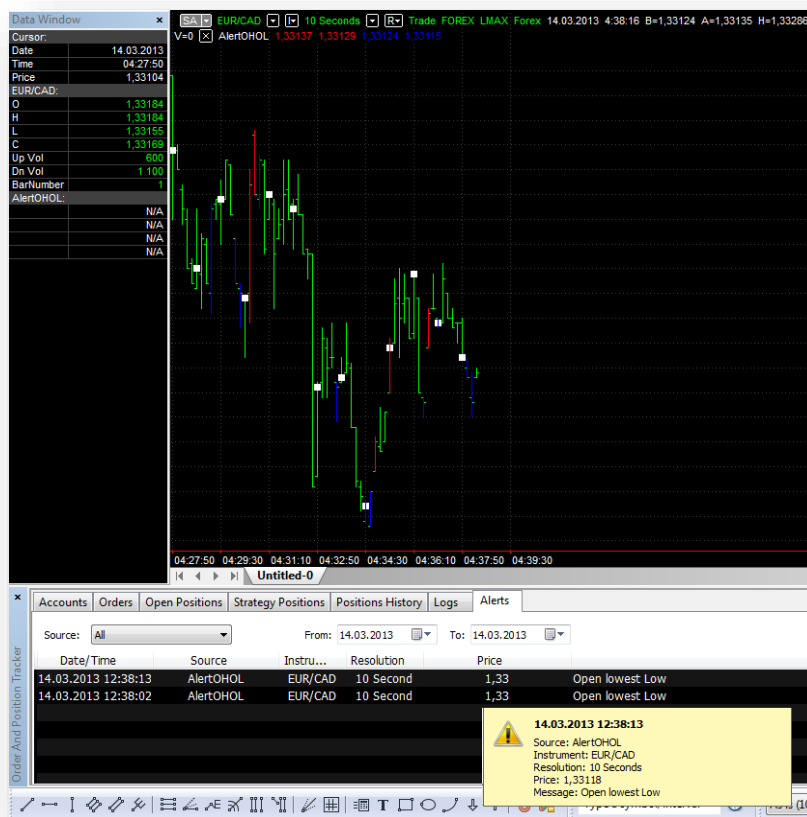 Data Window ×
SA EUR/CAD I 10 Seconds R Trade FOREX LMAX Forex 14.03.2013 4:38:16 B=1,33124 A=1,33135 H=1,33286
V=0 AlertOHOL 1,33137 1,33129 1,33124 1,33115
Cursor:
Date 14.03.2013
Time 04:27:50
Price 1,33104
EUR/CAD:
O 1,33184
H 1,33184
L 1,33155
C 1,33169
Up Vol 600
Dn Vol 1 100
BarNumber 1
AlertOHOL:
N/A
N/A
N/A
N/A
04:27:50 04:29:30 04:31:10 04:32:50 04:34:30 04:36:10 04:37:50 04:39:30
Untitled-0
Order And Position Tracker
Accounts Orders Open Positions Strategy Positions Positions History Logs Alerts
Source: All From: 14.03.2013 To: 14.03.2013
Date/Time Source Instru... Resolution Price
14.03.2013 12:38:13 AlertOHOL EUR/CAD 10 Second 1,33 Open lowest Low
14.03.2013 12:38:02 AlertOHOL EUR/CAD 10 Second 1,33 Open lowest Low
14.03.2013 12:38:13
Source: AlertOHOL
Instrument: EUR/CAD
Resolution: 10 Seconds
Price: 1,33118
Message: Open lowest Low